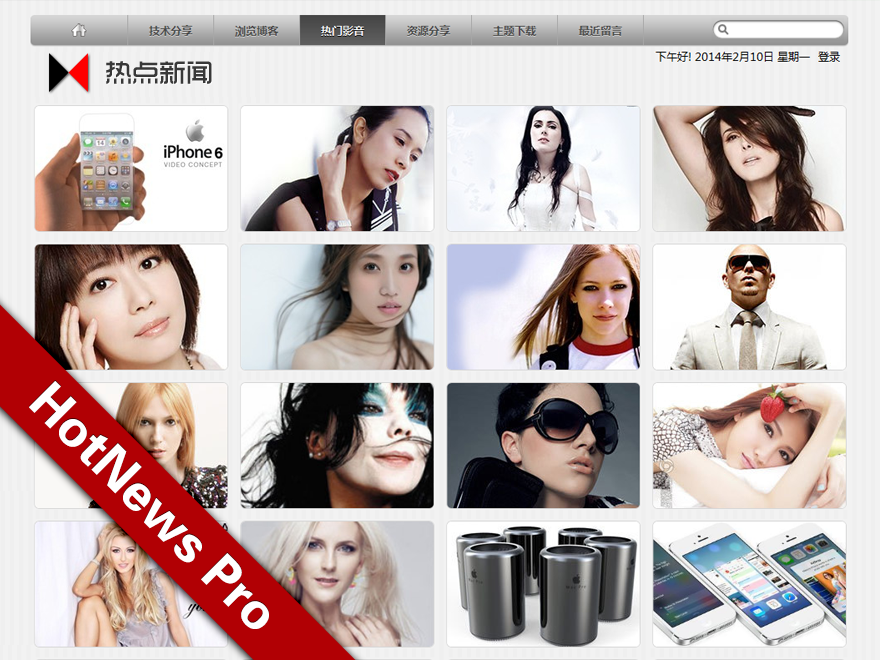 技术分享 浏览博客 热门影音 资源分享 主题下载 最近留言
下午好! 2014年2月10日 星期一 登录
热点新闻
iPhone 6
VIDEO CONCEPT
HotNews Pro